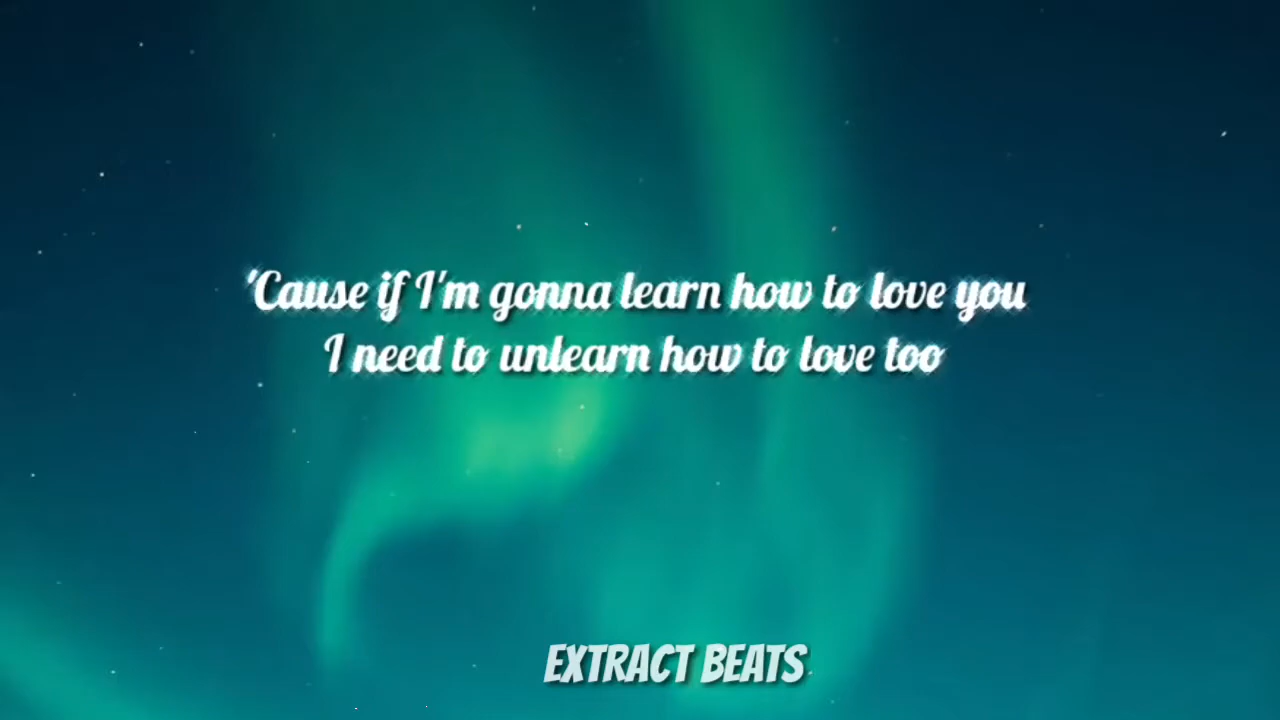 'Cause if I'm gonna learn how to love you
I need to unlearn how to love too
EXTRACT BEATS